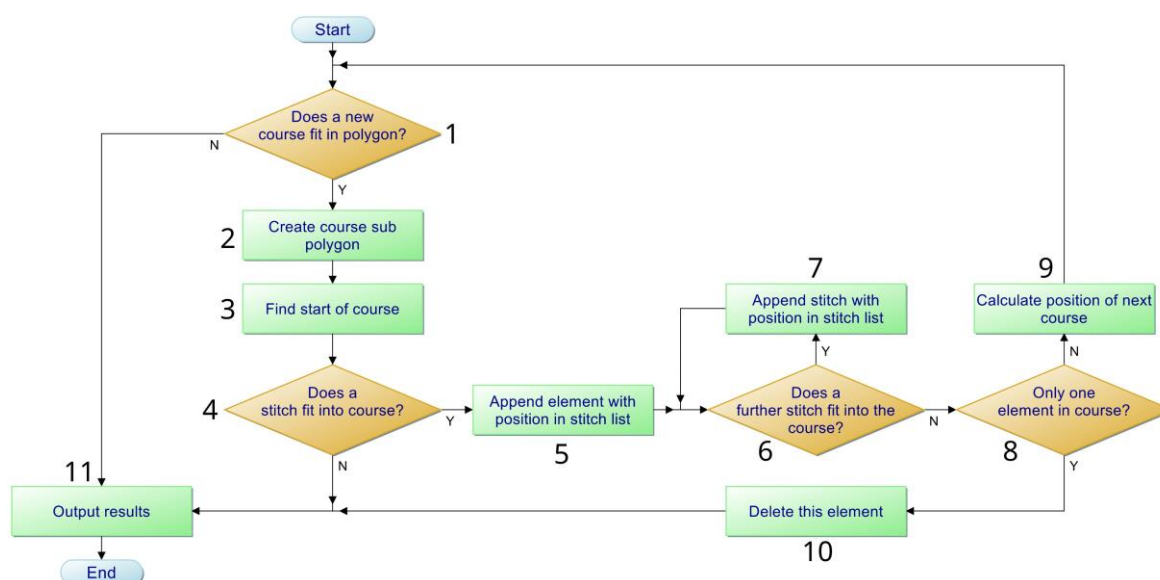 Start
Does a new
course fit in polygon?
1
N
Y
2
Create course sub
polygon
3
Find start of course
7
Append stitch with
position in stitch list
9
Calculate position of next
course
Y
N
4
Does a
stitch fit into course?
Y
Append element with
position in stitch list
5
Does a
further stitch fit into the
course?
6
N
Only one
element in course?
8
N
Y
11
Output results
Delete this element
10
End